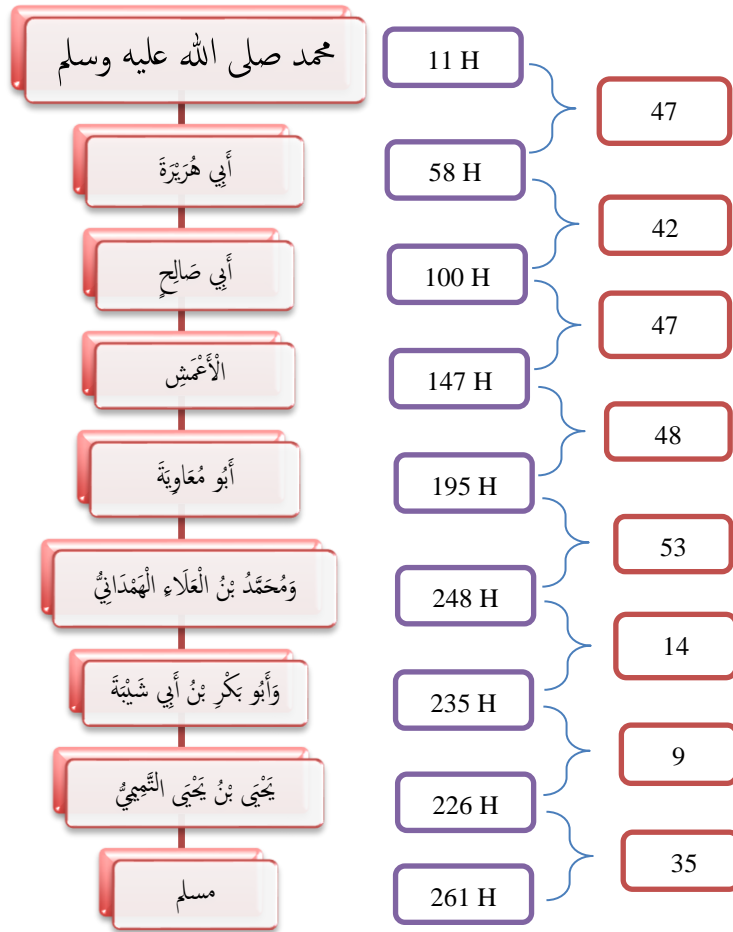 محمد صلى الله عليه وسلم
11 H
47
أَبِي هُرَيْرَةَ
58 H
42
أَبِي صَالِحٍ
100 H
47
الْأَعْمَشِ
147 H
48
أَبُو مُعَاوِيَةَ
195 H
53
وَمُحَمَّدُ بْنُ الْعَلَاءِ الْهَمْدَانِيُّ
248 H
14
وَأَبُو بَكْرِ بْنُ أَبِي شَيْبَةَ
235 H
9
يَحْيَى بْنُ يَحْيَى التَّمِيمِيُّ
226 H
35
مسلم
261 H